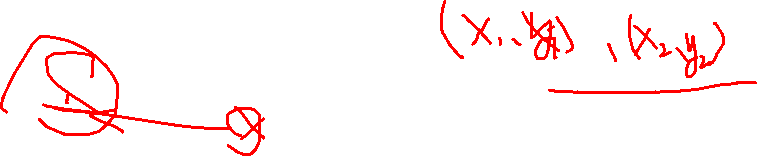 (x₁, y₁), (x₂, y₂)